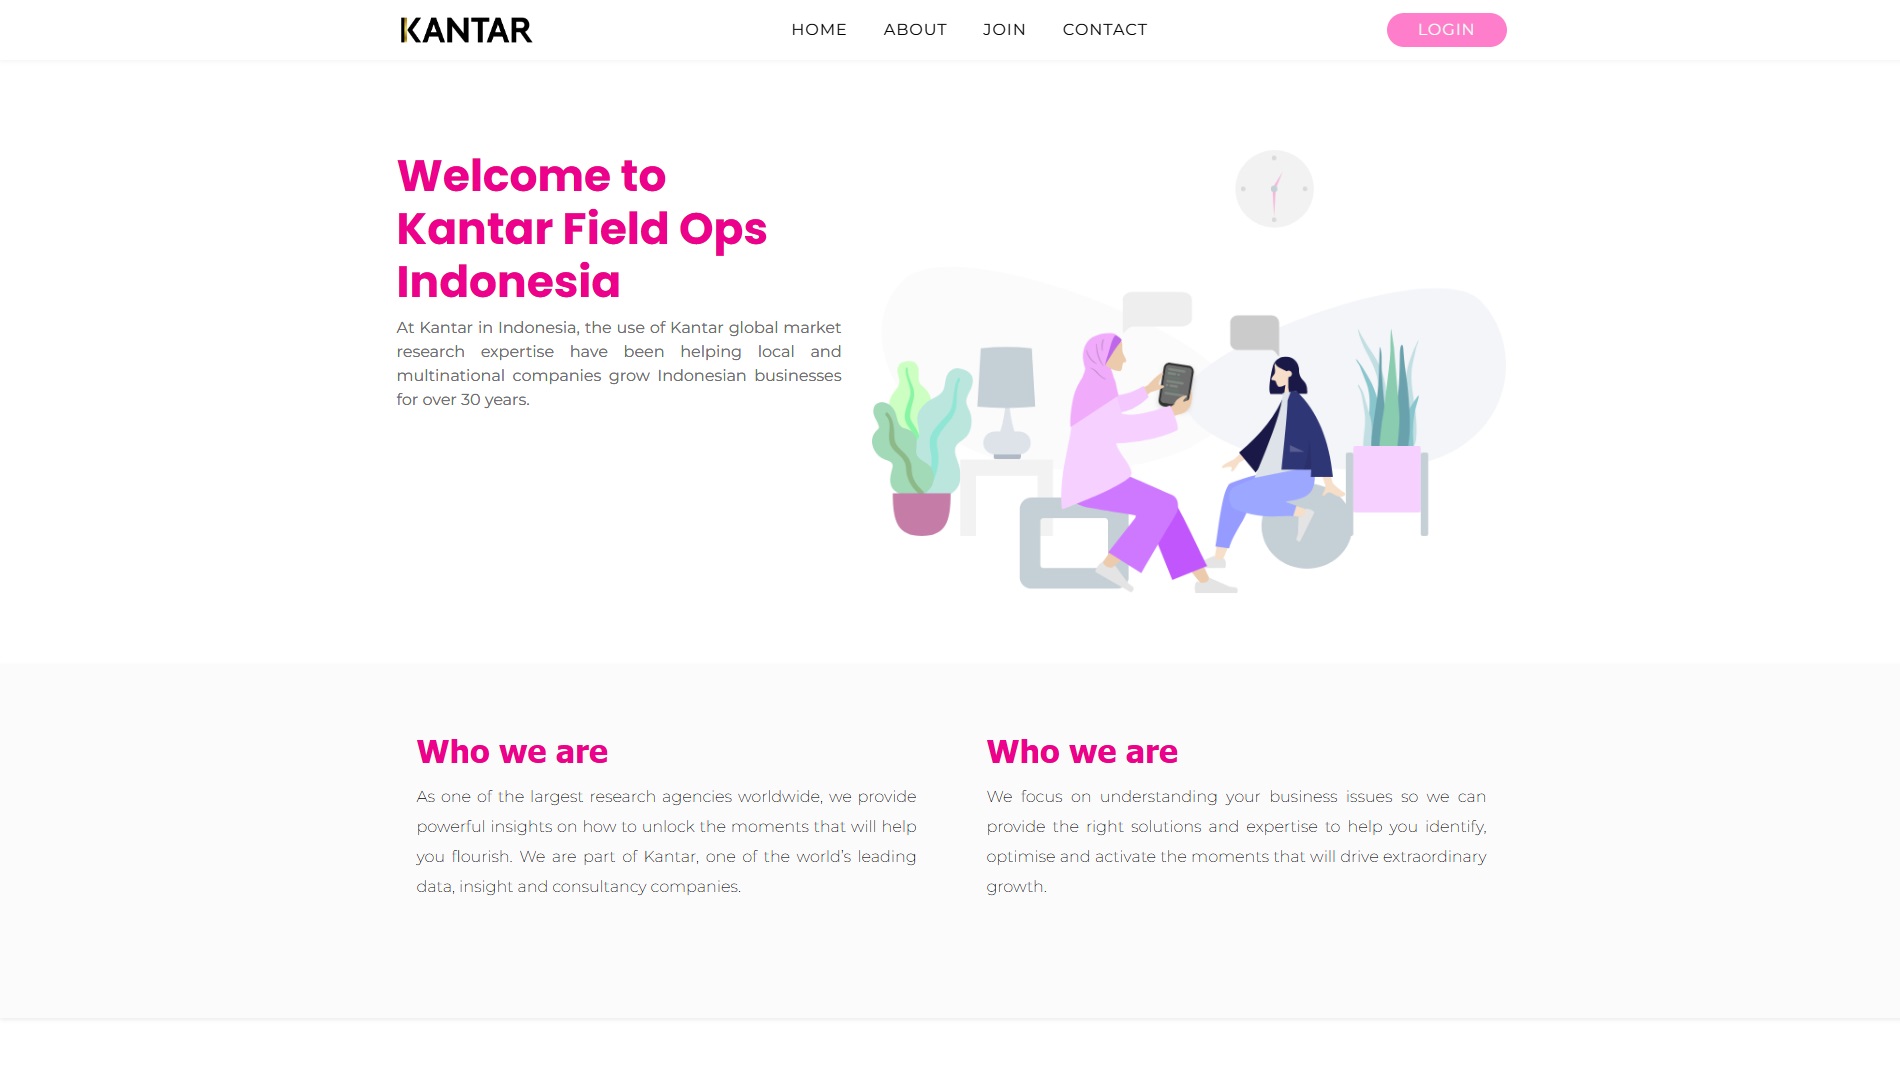 KANTAR
HOME
ABOUT
JOIN
CONTACT
LOGIN
Welcome to
Kantar Field Ops
Indonesia
At Kantar in Indonesia, the use of Kantar global market
research expertise have been helping local and
multinational companies grow Indonesian businesses
for over 30 years.
Who we are
As one of the largest research agencies worldwide, we provide
powerful insights on how to unlock the moments that will help
you flourish. We are part of Kantar, one of the world's leading
data, insight and consultancy companies.
Who we are
We focus on understanding your business issues so we can
provide the right solutions and expertise to help you identify,
optimise and activate the moments that will drive extraordinary
growth.